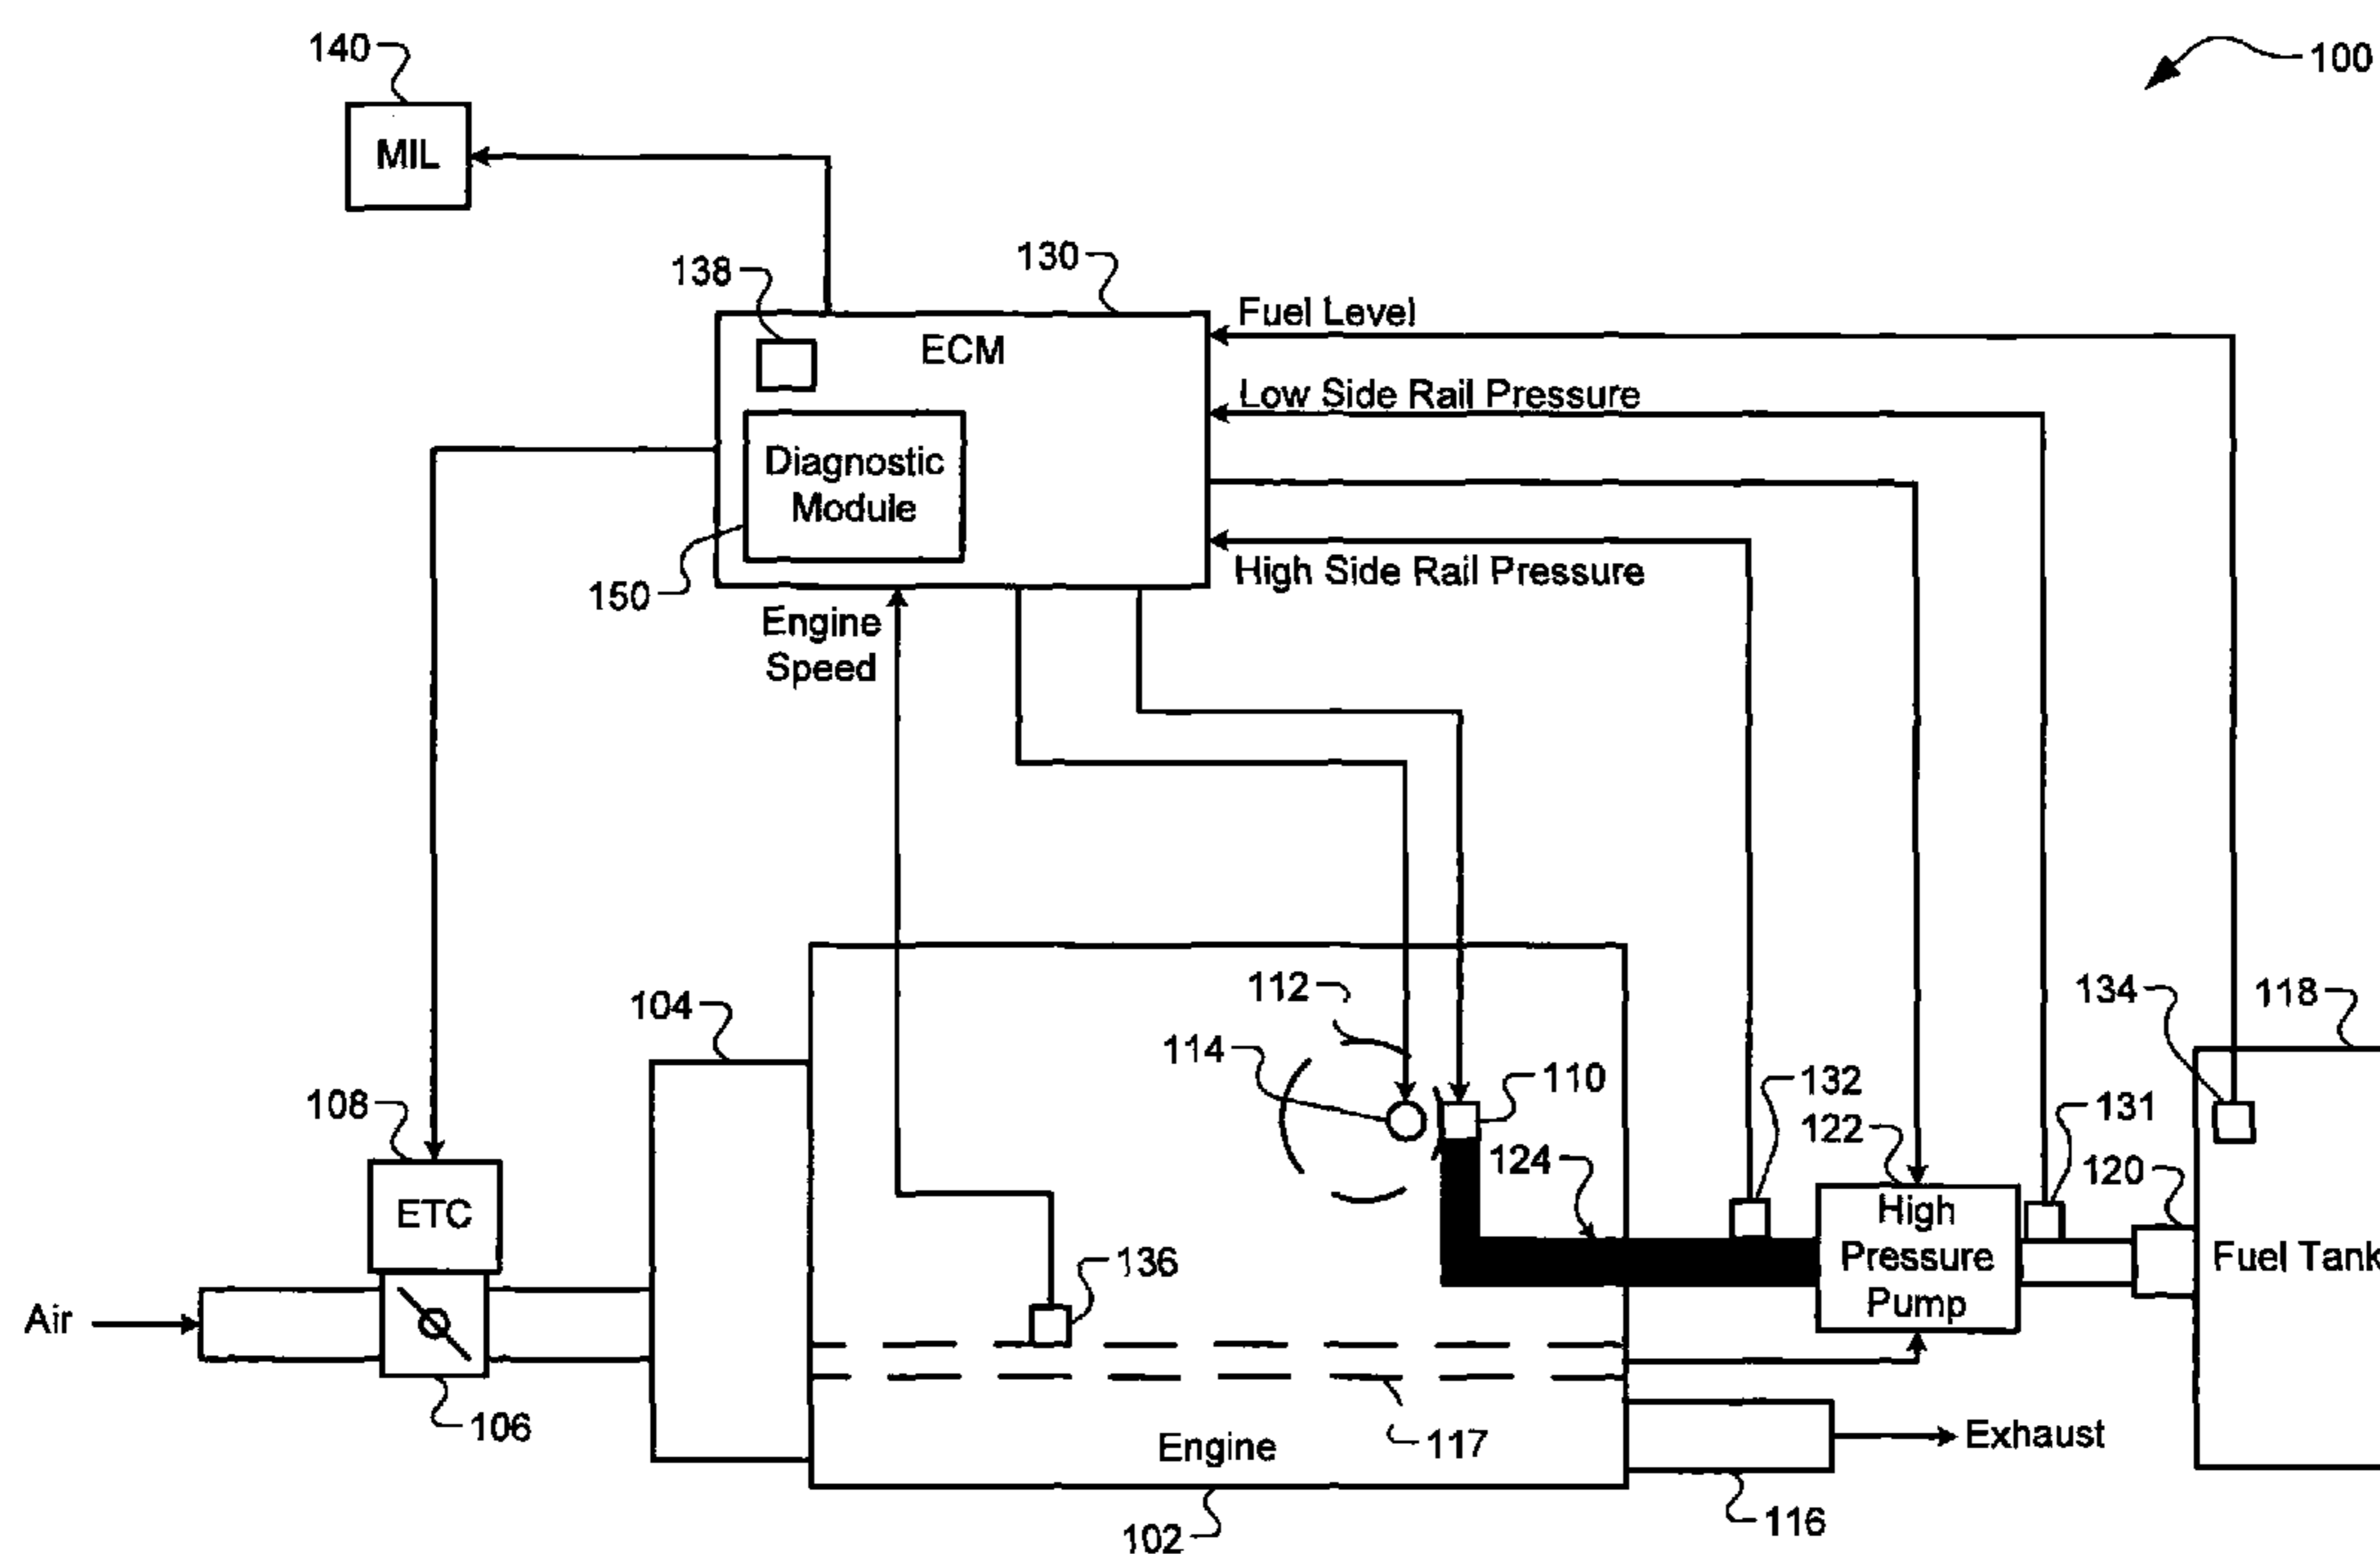 140
100
MIL
138
130
Fuel Level
ECM
Low Side Rail Pressure
Diagnostic
Module
High Side Rail Pressure
150
Engine
Speed
112
134
118
104
114
110
132
131
108
122
124
120
ETC
High
Pressure
Pump
136
Fuel Tank
Air
106
117
Engine
Exhaust
102
116